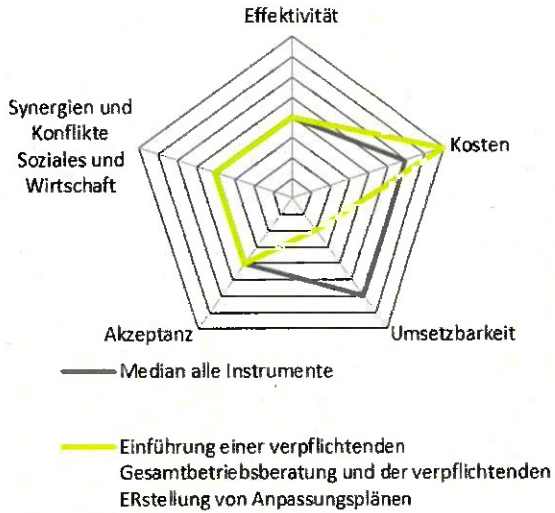 Effektivität
Synergien und
Konflikte
Soziales und
Wirtschaft
Kosten
Akzeptanz
Umsetzbarkeit
Median alle Instrumente
Einführung einer verpflichtenden
Gesamtbetriebsberatung und der verpflichtenden
ERstellung von Anpassungsplänen